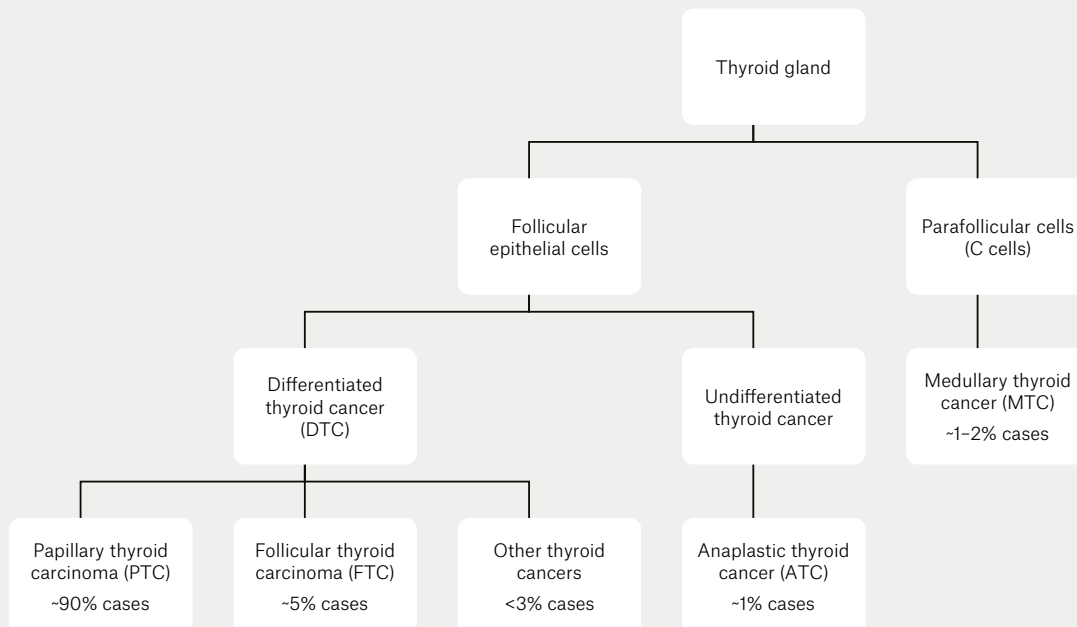 Thyroid gland
Follicular
epithelial cells
Parafollicular cells
(C cells)
Differentiated
thyroid cancer
(DTC)
Undifferentiated
thyroid cancer
Medullary thyroid
cancer (MTC)
~1–2% cases
Papillary thyroid
carcinoma (PTC)
~90% cases
Follicular thyroid
carcinoma (FTC)
~5% cases
Other thyroid
cancers
<3% cases
Anaplastic thyroid
cancer (ATC)
~1% cases